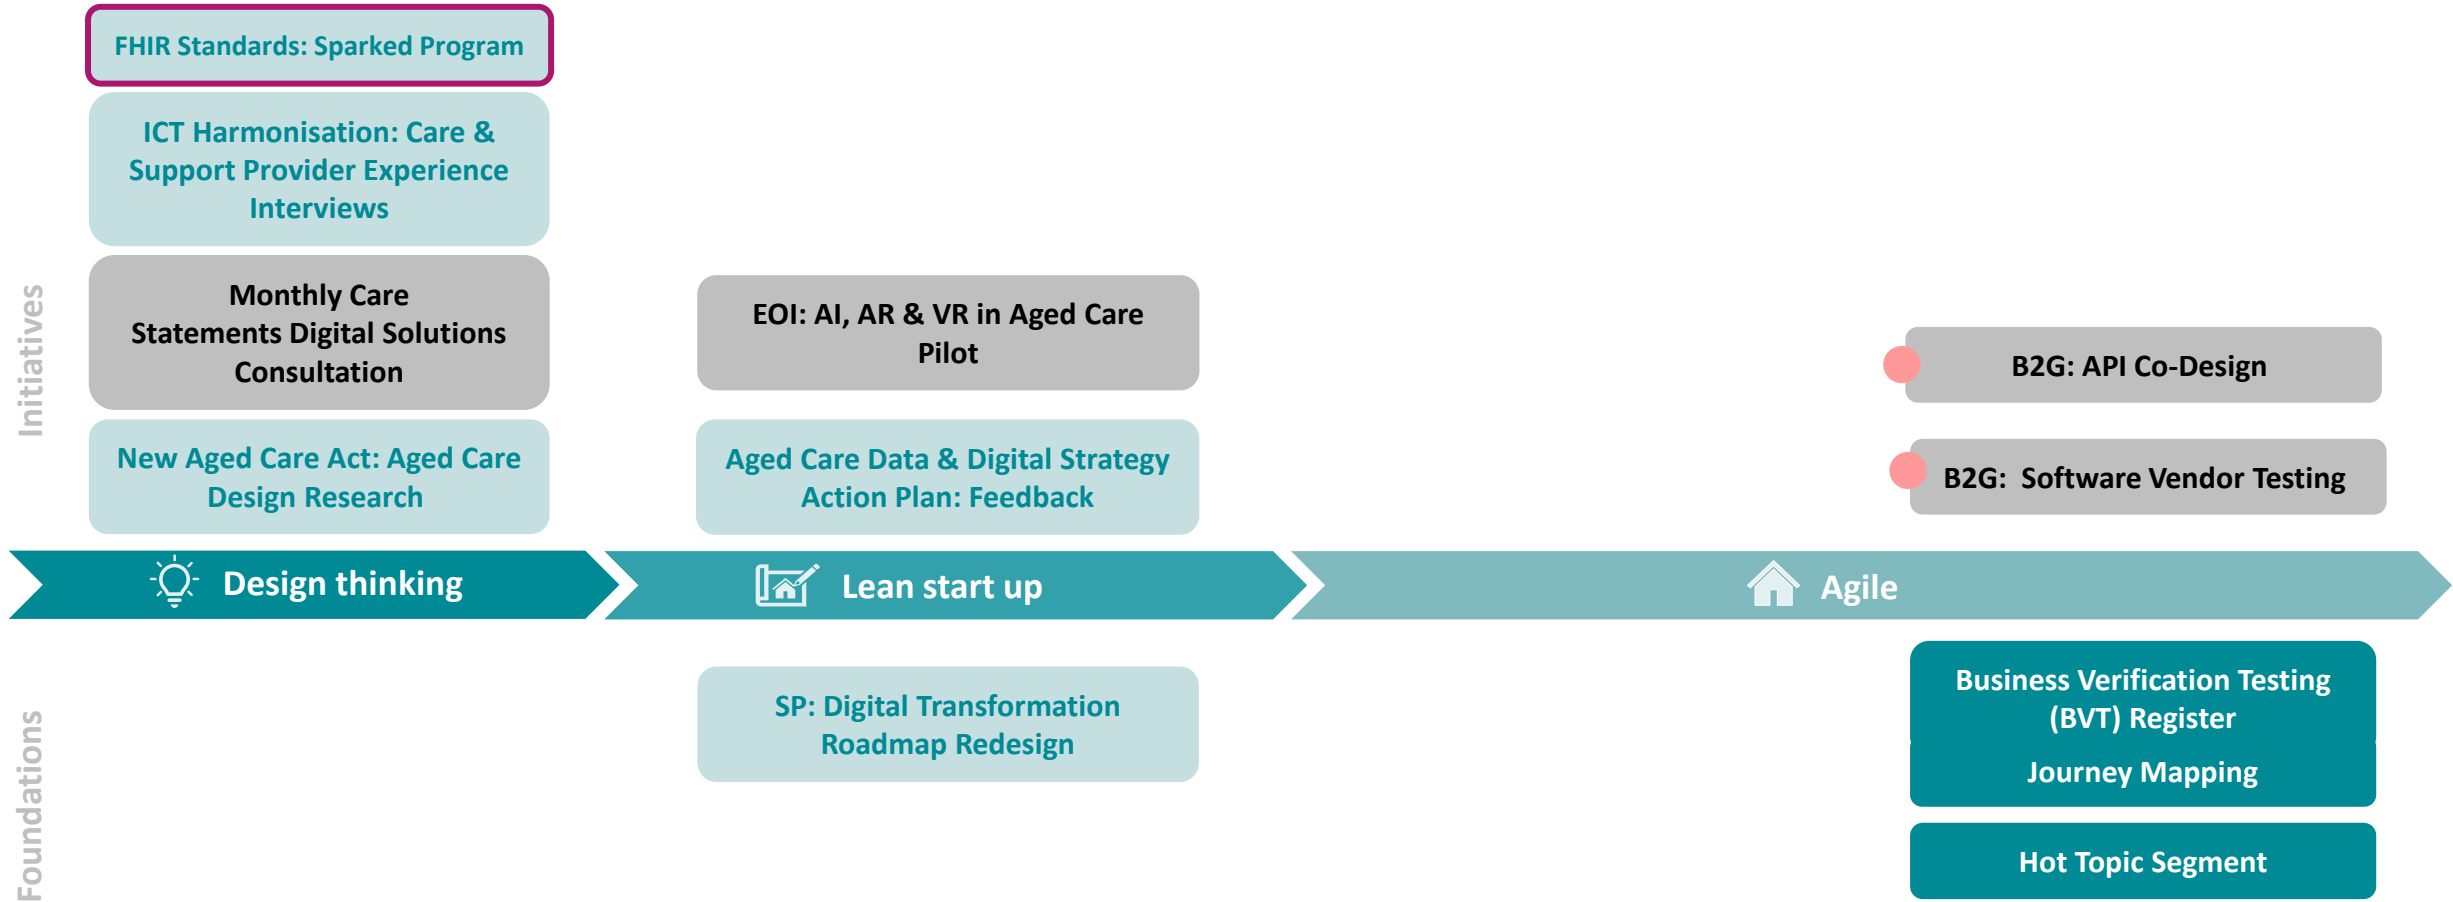 FHIR Standards: Sparked Program
ICT Harmonisation: Care &
Support Provider Experience
Interviews
Monthly Care
Statements Digital Solutions
Consultation
New Aged Care Act: Aged Care
Design Research
Initiatives
EOI: AI, AR & VR in Aged Care
Pilot
Aged Care Data & Digital Strategy
Action Plan: Feedback
B2G: API Co-Design
B2G:  Software Vendor Testing
Design thinking
Lean start up
Agile
Foundations
SP: Digital Transformation
Roadmap Redesign
Business Verification Testing
(BVT) Register
Journey Mapping
Hot Topic Segment